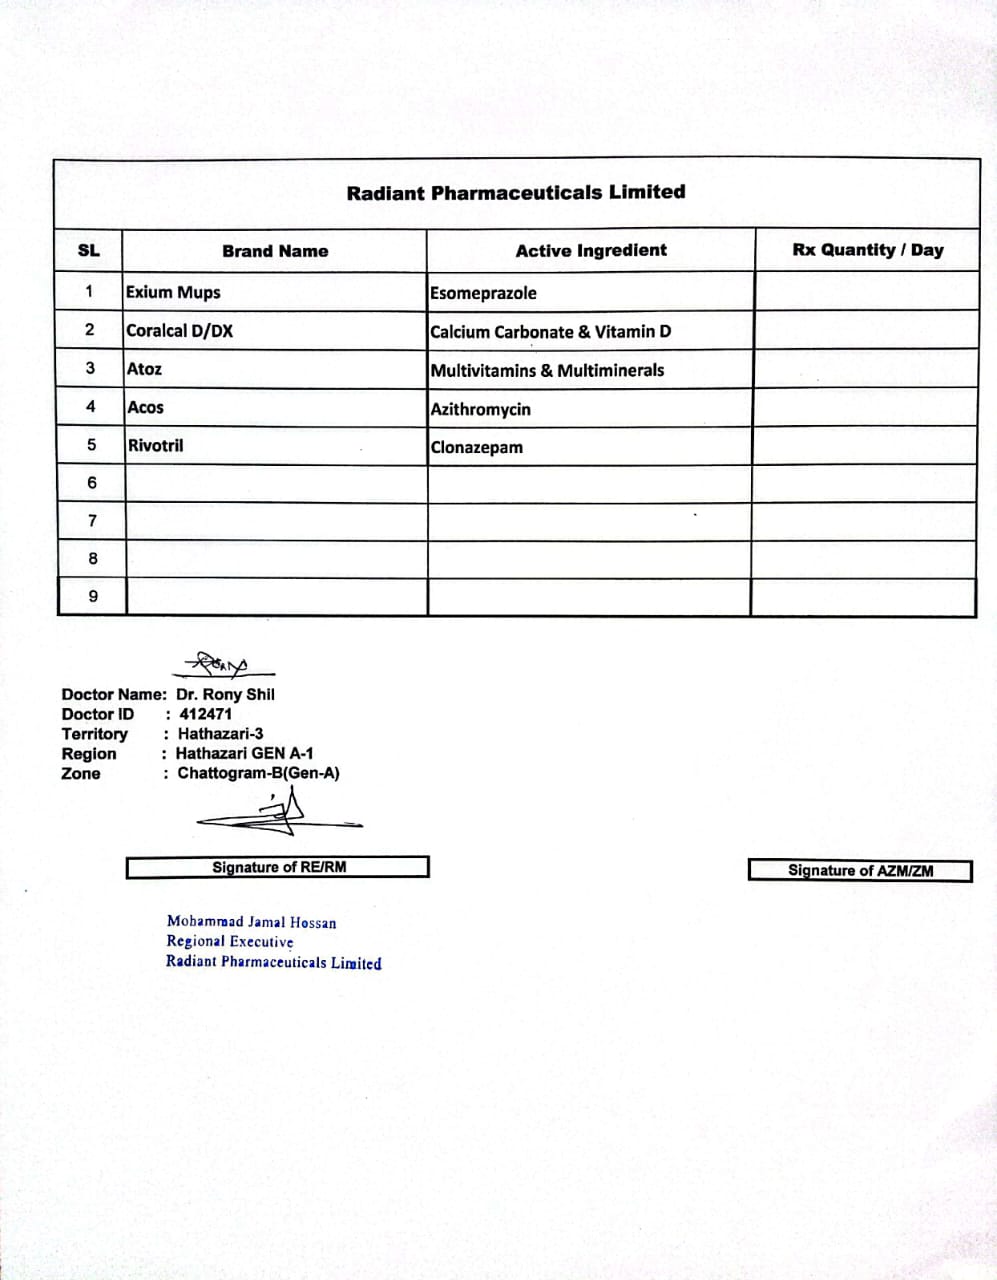 Radiant Pharmaceuticals Limited
SL Brand Name Active Ingredient Rx Quantity / Day
1 Exium Mups Esomeprazole
2 Coralcal D/DX Calcium Carbonate & Vitamin D
3 Atoz Multivitamins & Multiminerals
4 Acos Azithromycin
5 Rivotril Clonazepam
6
7
8
9
Doctor Name: Dr. Rony Shil
Doctor ID : 412471
Territory : Hathazari-3
Region : Hathazari GEN A-1
Zone : Chattogram-B(Gen-A)
Signature of RE/RM Signature of AZM/ZM
Mohammad Jamal Hossan
Regional Executive
Radiant Pharmaceuticals Limited